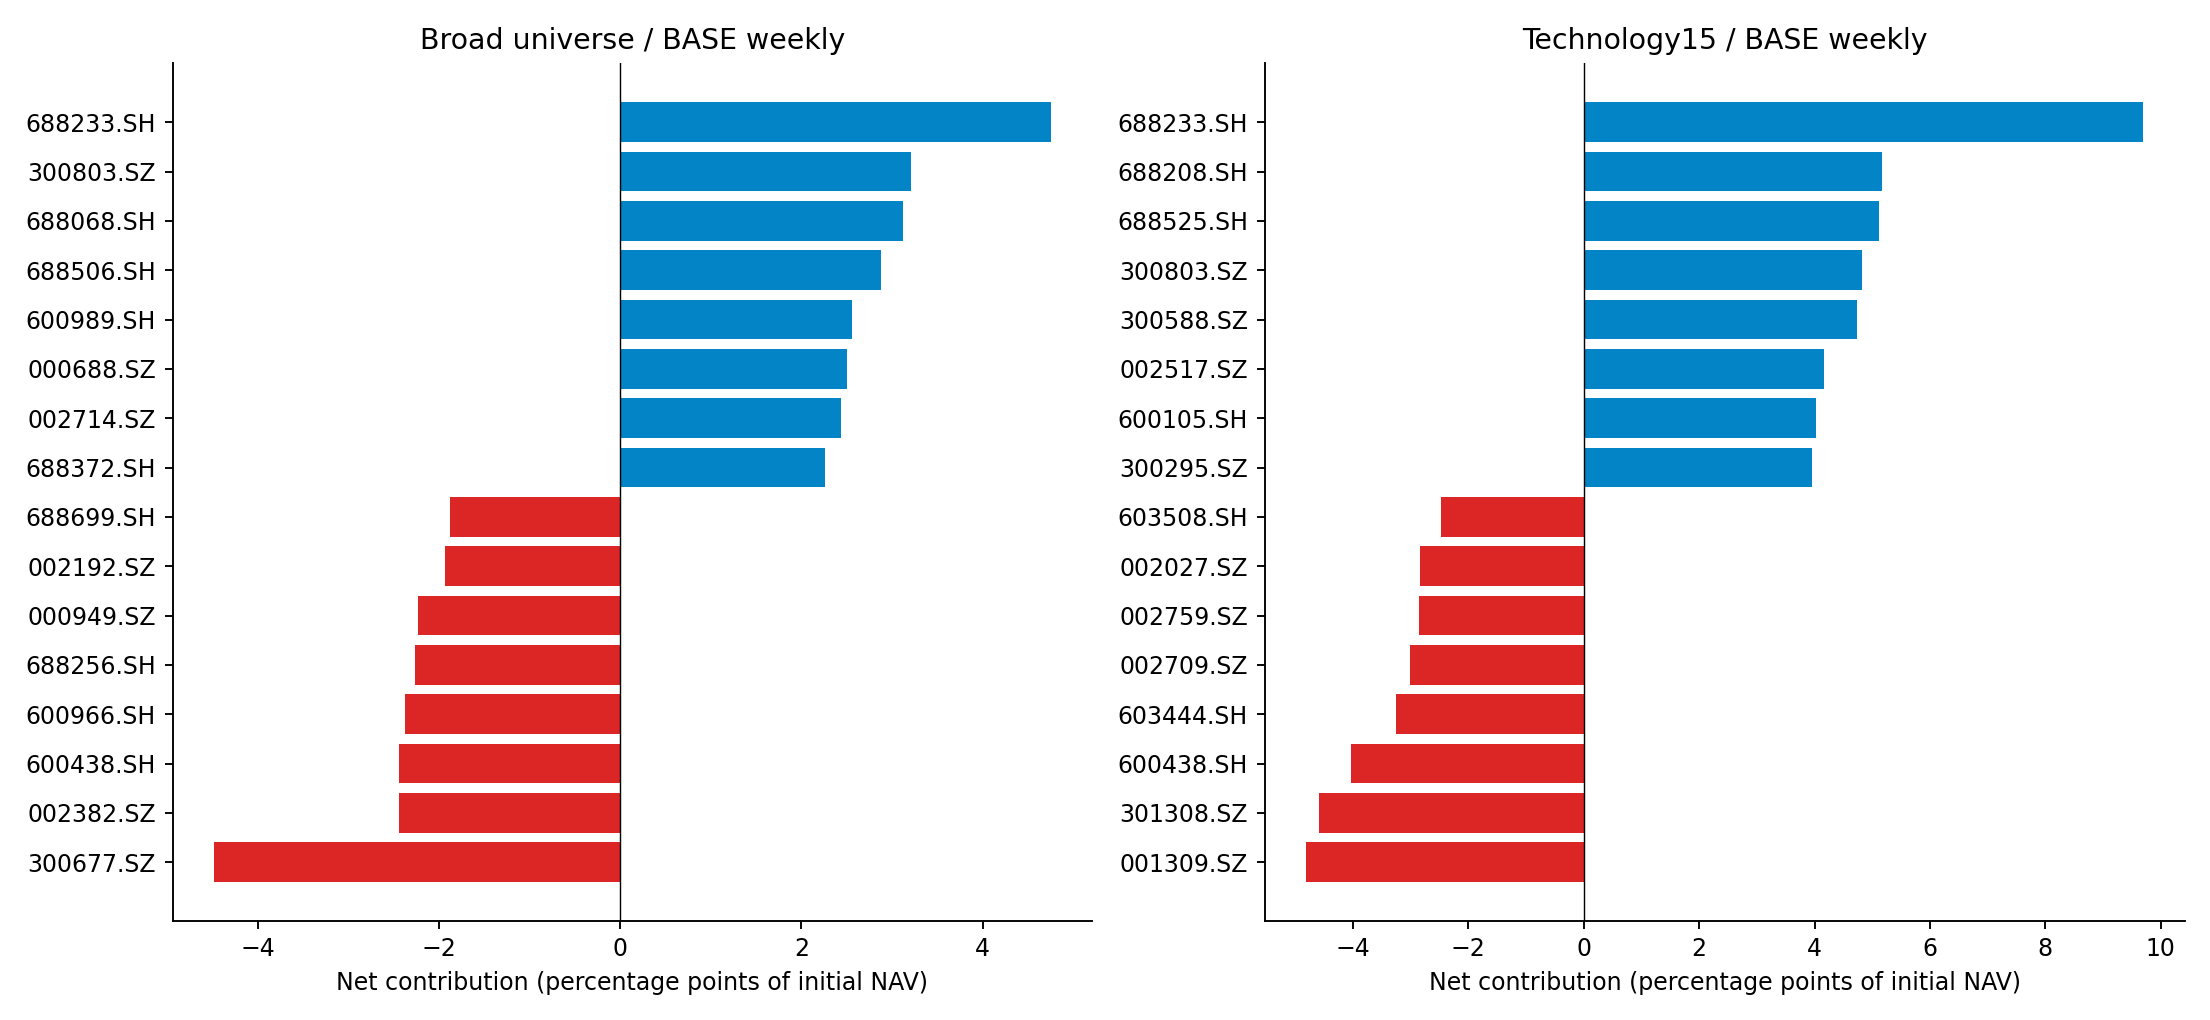 Broad universe / BASE weekly
688233.SH
300803.SZ
688068.SH
688506.SH
600989.SH
000688.SZ
002714.SZ
688372.SH
688699.SH
002192.SZ
000949.SZ
688256.SH
600966.SH
600438.SH
002382.SZ
300677.SZ
−4 −2 0 2 4
Net contribution (percentage points of initial NAV)
Technology15 / BASE weekly
688233.SH
688208.SH
688525.SH
300803.SZ
300588.SZ
002517.SZ
600105.SH
300295.SZ
603508.SH
002027.SZ
002759.SZ
002709.SZ
603444.SH
600438.SH
301308.SZ
001309.SZ
−4 −2 0 2 4 6 8 10
Net contribution (percentage points of initial NAV)